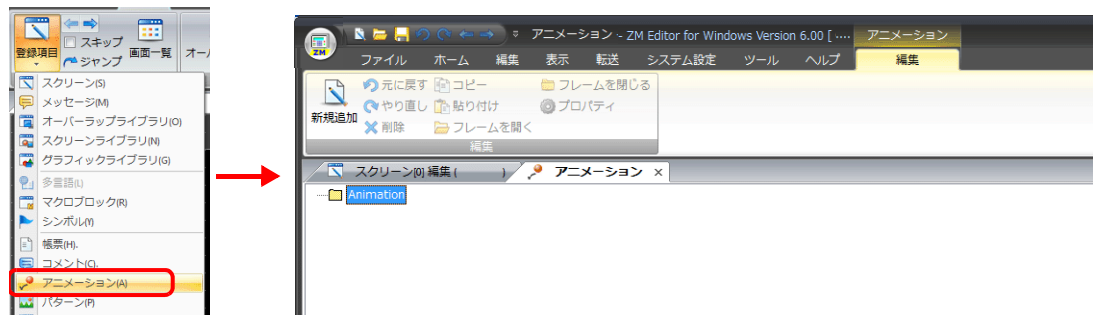 登録項目
スキップ
ジャンプ
画面一覧
オーバ
スクリーン(S)
メッセージ(M)
オーバーラップライブラリ(O)
スクリーンライブラリ(N)
グラフィックライブラリ(G)
多言語(L)
マクロブロック(R)
シンボル(Y)
帳票(H).
コメント(C).
アニメーション(A)
パターン(P)
ZM
アニメーション - ZM Editor for Windows Version 6.00 [ ....
アニメーション
ファイル ホーム 編集 表示 転送 システム設定 ツール ヘルプ 編集
新規追加
元に戻す コピー フレームを閉じる
やり直し 貼り付け プロパティ
削除 フレームを開く
編集
スクリーン[0] 編集 ( ) アニメーション ×
Animation